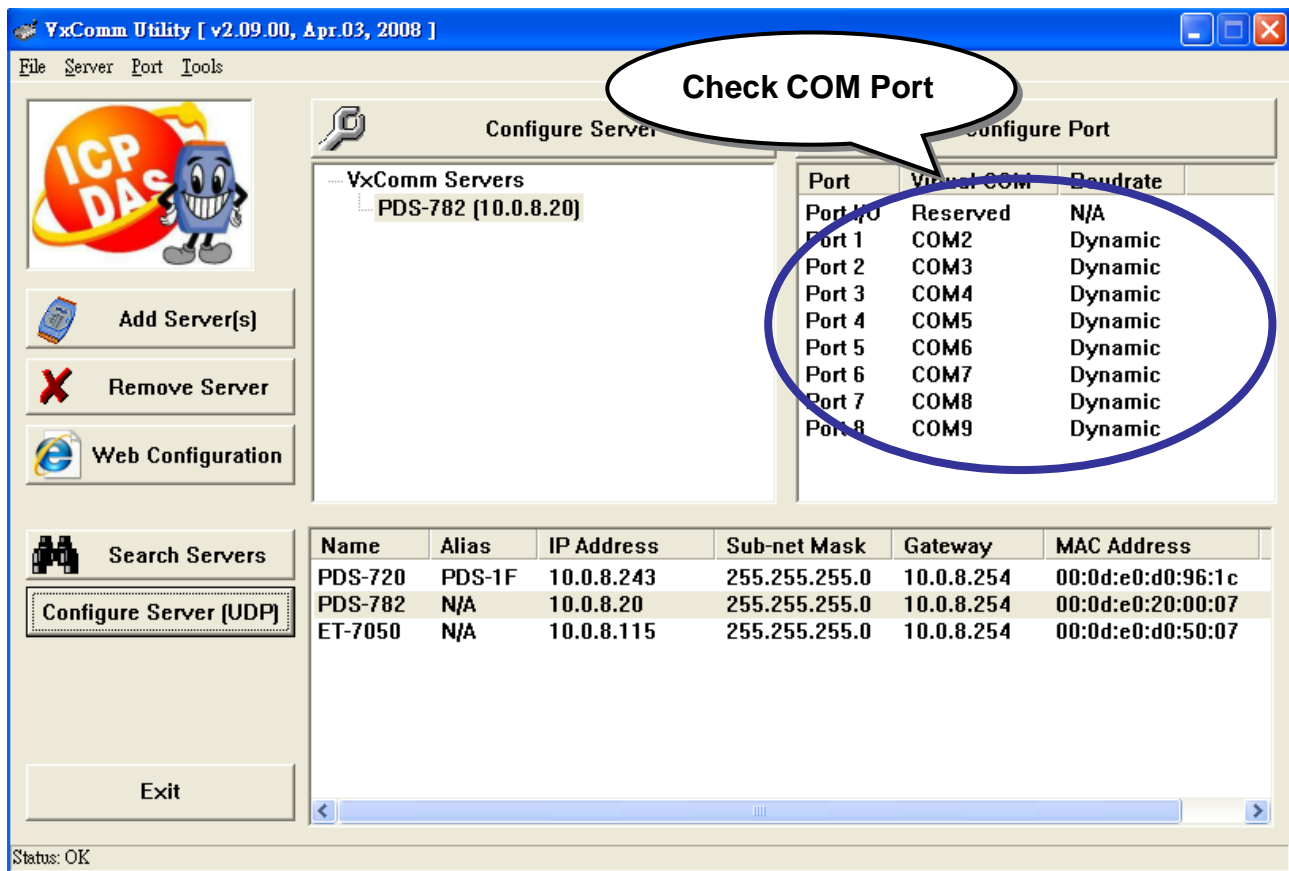 VxComm Utility [ v2.09.00, Apr.03, 2008 ]
File Server Port Tools
Check COM Port
ICP
DAS
Configure Server
Configure Port
VxComm Servers
PDS-782 (10.0.8.20)
Port Virtual COM Baudrate
Port I/O Reserved N/A
Port 1 COM2 Dynamic
Port 2 COM3 Dynamic
Port 3 COM4 Dynamic
Port 4 COM5 Dynamic
Port 5 COM6 Dynamic
Port 6 COM7 Dynamic
Port 7 COM8 Dynamic
Port 8 COM9 Dynamic
Add Server(s)
Remove Server
Web Configuration
Search Servers
Configure Server (UDP)
Exit
Name Alias IP Address Sub-net Mask Gateway MAC Address
PDS-720 PDS-1F 10.0.8.243 255.255.255.0 10.0.8.254 00:0d:e0:d0:96:1c
PDS-782 N/A 10.0.8.20 255.255.255.0 10.0.8.254 00:0d:e0:20:00:07
ET-7050 N/A 10.0.8.115 255.255.255.0 10.0.8.254 00:0d:e0:d0:50:07
Status: OK